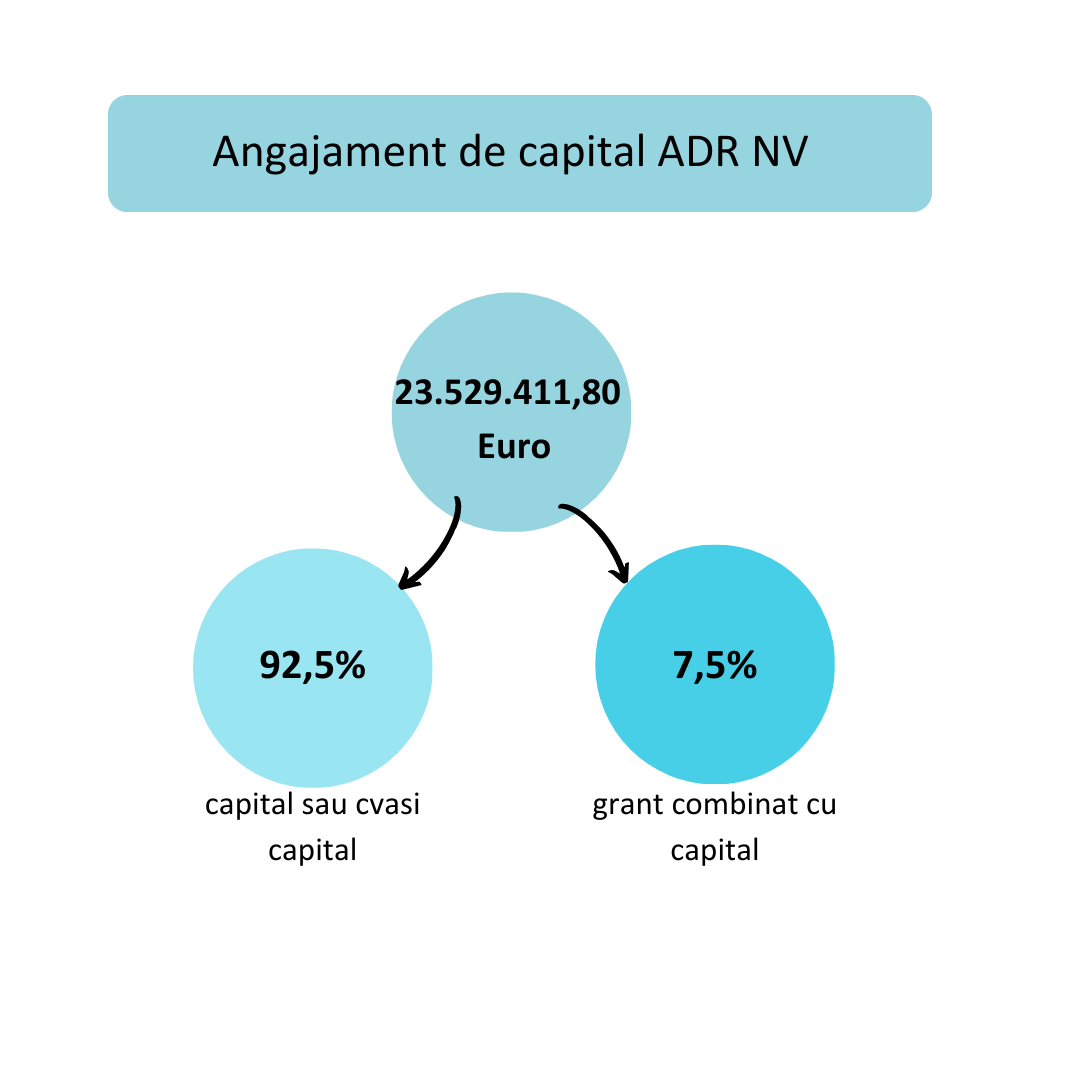 Angajament de capital ADR NV
23.529.411,80
Euro
92,5%
7,5%
capital sau cvasi
capital
grant combinat cu
capital